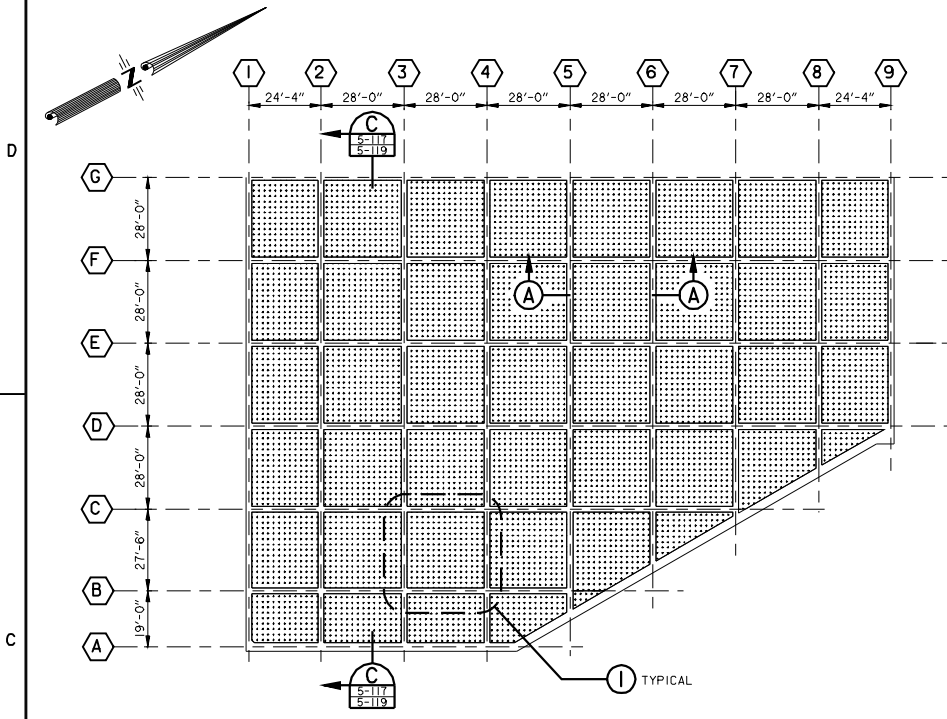 N
1 2 3 4 5 6 7 8 9
24'-4" 28'-0" 28'-0" 28'-0" 28'-0" 28'-0" 28'-0" 24'-4"
C
5-117
5-119
D
G
28'-0"
F
28'-0"
A A
E
28'-0"
D
28'-0"
C
27'-6"
B
19'-0"
C
A
1 TYPICAL
C
5-117
5-119